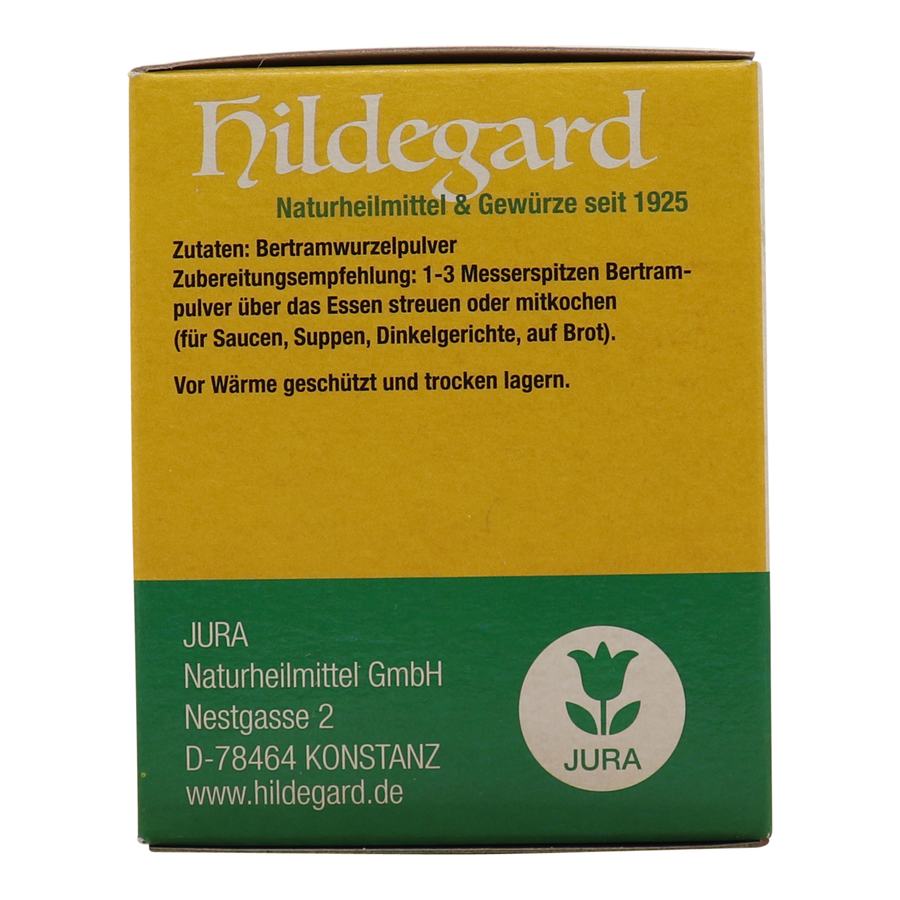 Hildegard
Naturheilmittel & Gewürze seit 1925
Zutaten: Bertramwurzelpulver
Zubereitungsempfehlung: 1-3 Messerspitzen Bertram-
pulver über das Essen streuen oder mitkochen
(für Saucen, Suppen, Dinkelgerichte, auf Brot).
Vor Wärme geschützt und trocken lagern.
JURA
Naturheilmittel GmbH
Nestgasse 2
D-78464 KONSTANZ
www.hildegard.de
JURA